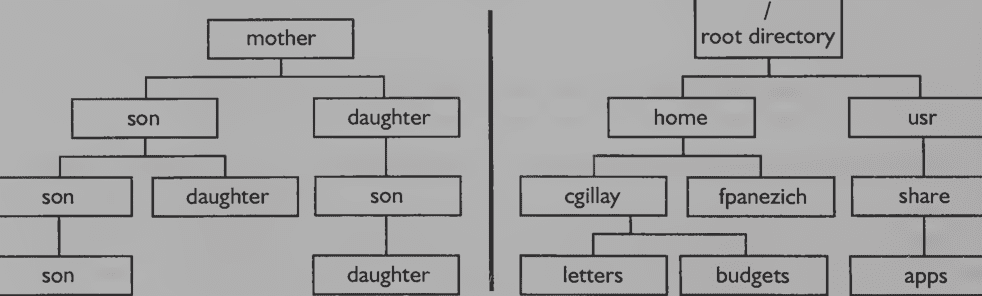 mother
son
daughter
son
daughter
son
son
daughter
/
root directory
home
usr
cgillay
fpanezich
share
letters
budgets
apps